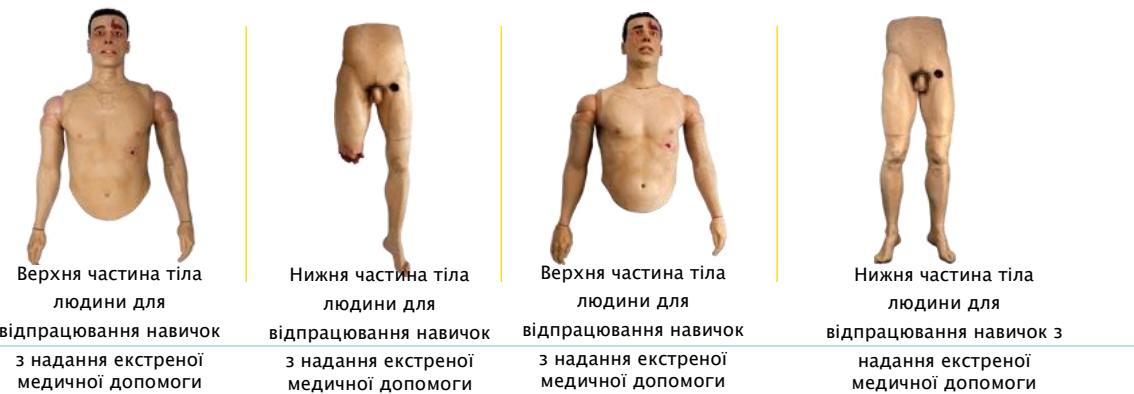 Верхня частина тіла
людини для
відпрацювання навичок
з надання екстреної
медичної допомоги
Нижня частина тіла
людини для
відпрацювання навичок
з надання екстреної
медичної допомоги
Верхня частина тіла
людини для
відпрацювання навичок
з надання екстреної
медичної допомоги
Нижня частина тіла
людини для
відпрацювання навичок з
надання екстреної
медичної допомоги